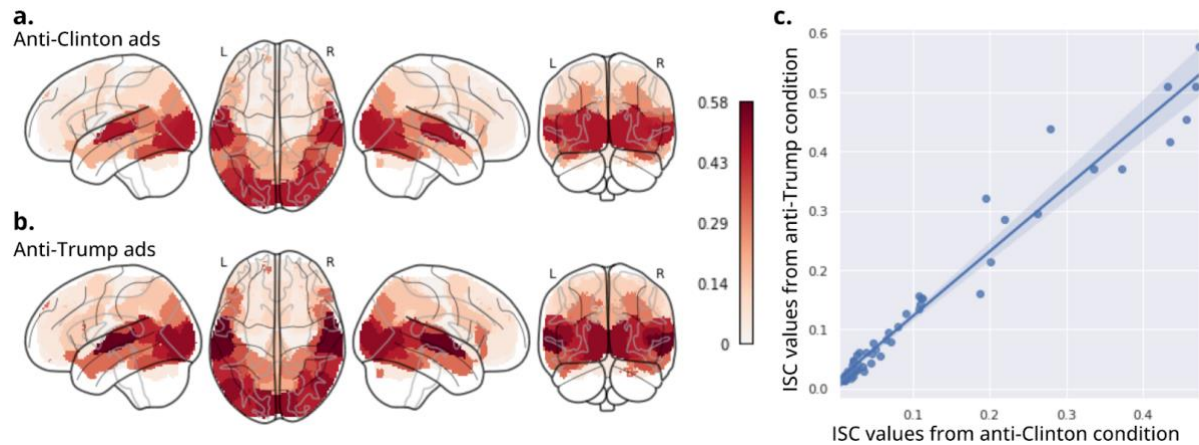 a.
Anti-Clinton ads
L
R
L
R
b.
Anti-Trump ads
L
R
L
R
0.58
0.43
0.29
0.14
0
c.
ISC values from anti-Trump condition
0.6
0.5
0.4
0.3
0.2
0.1
0.0
0.1
0.2
0.3
0.4
ISC values from anti-Clinton condition